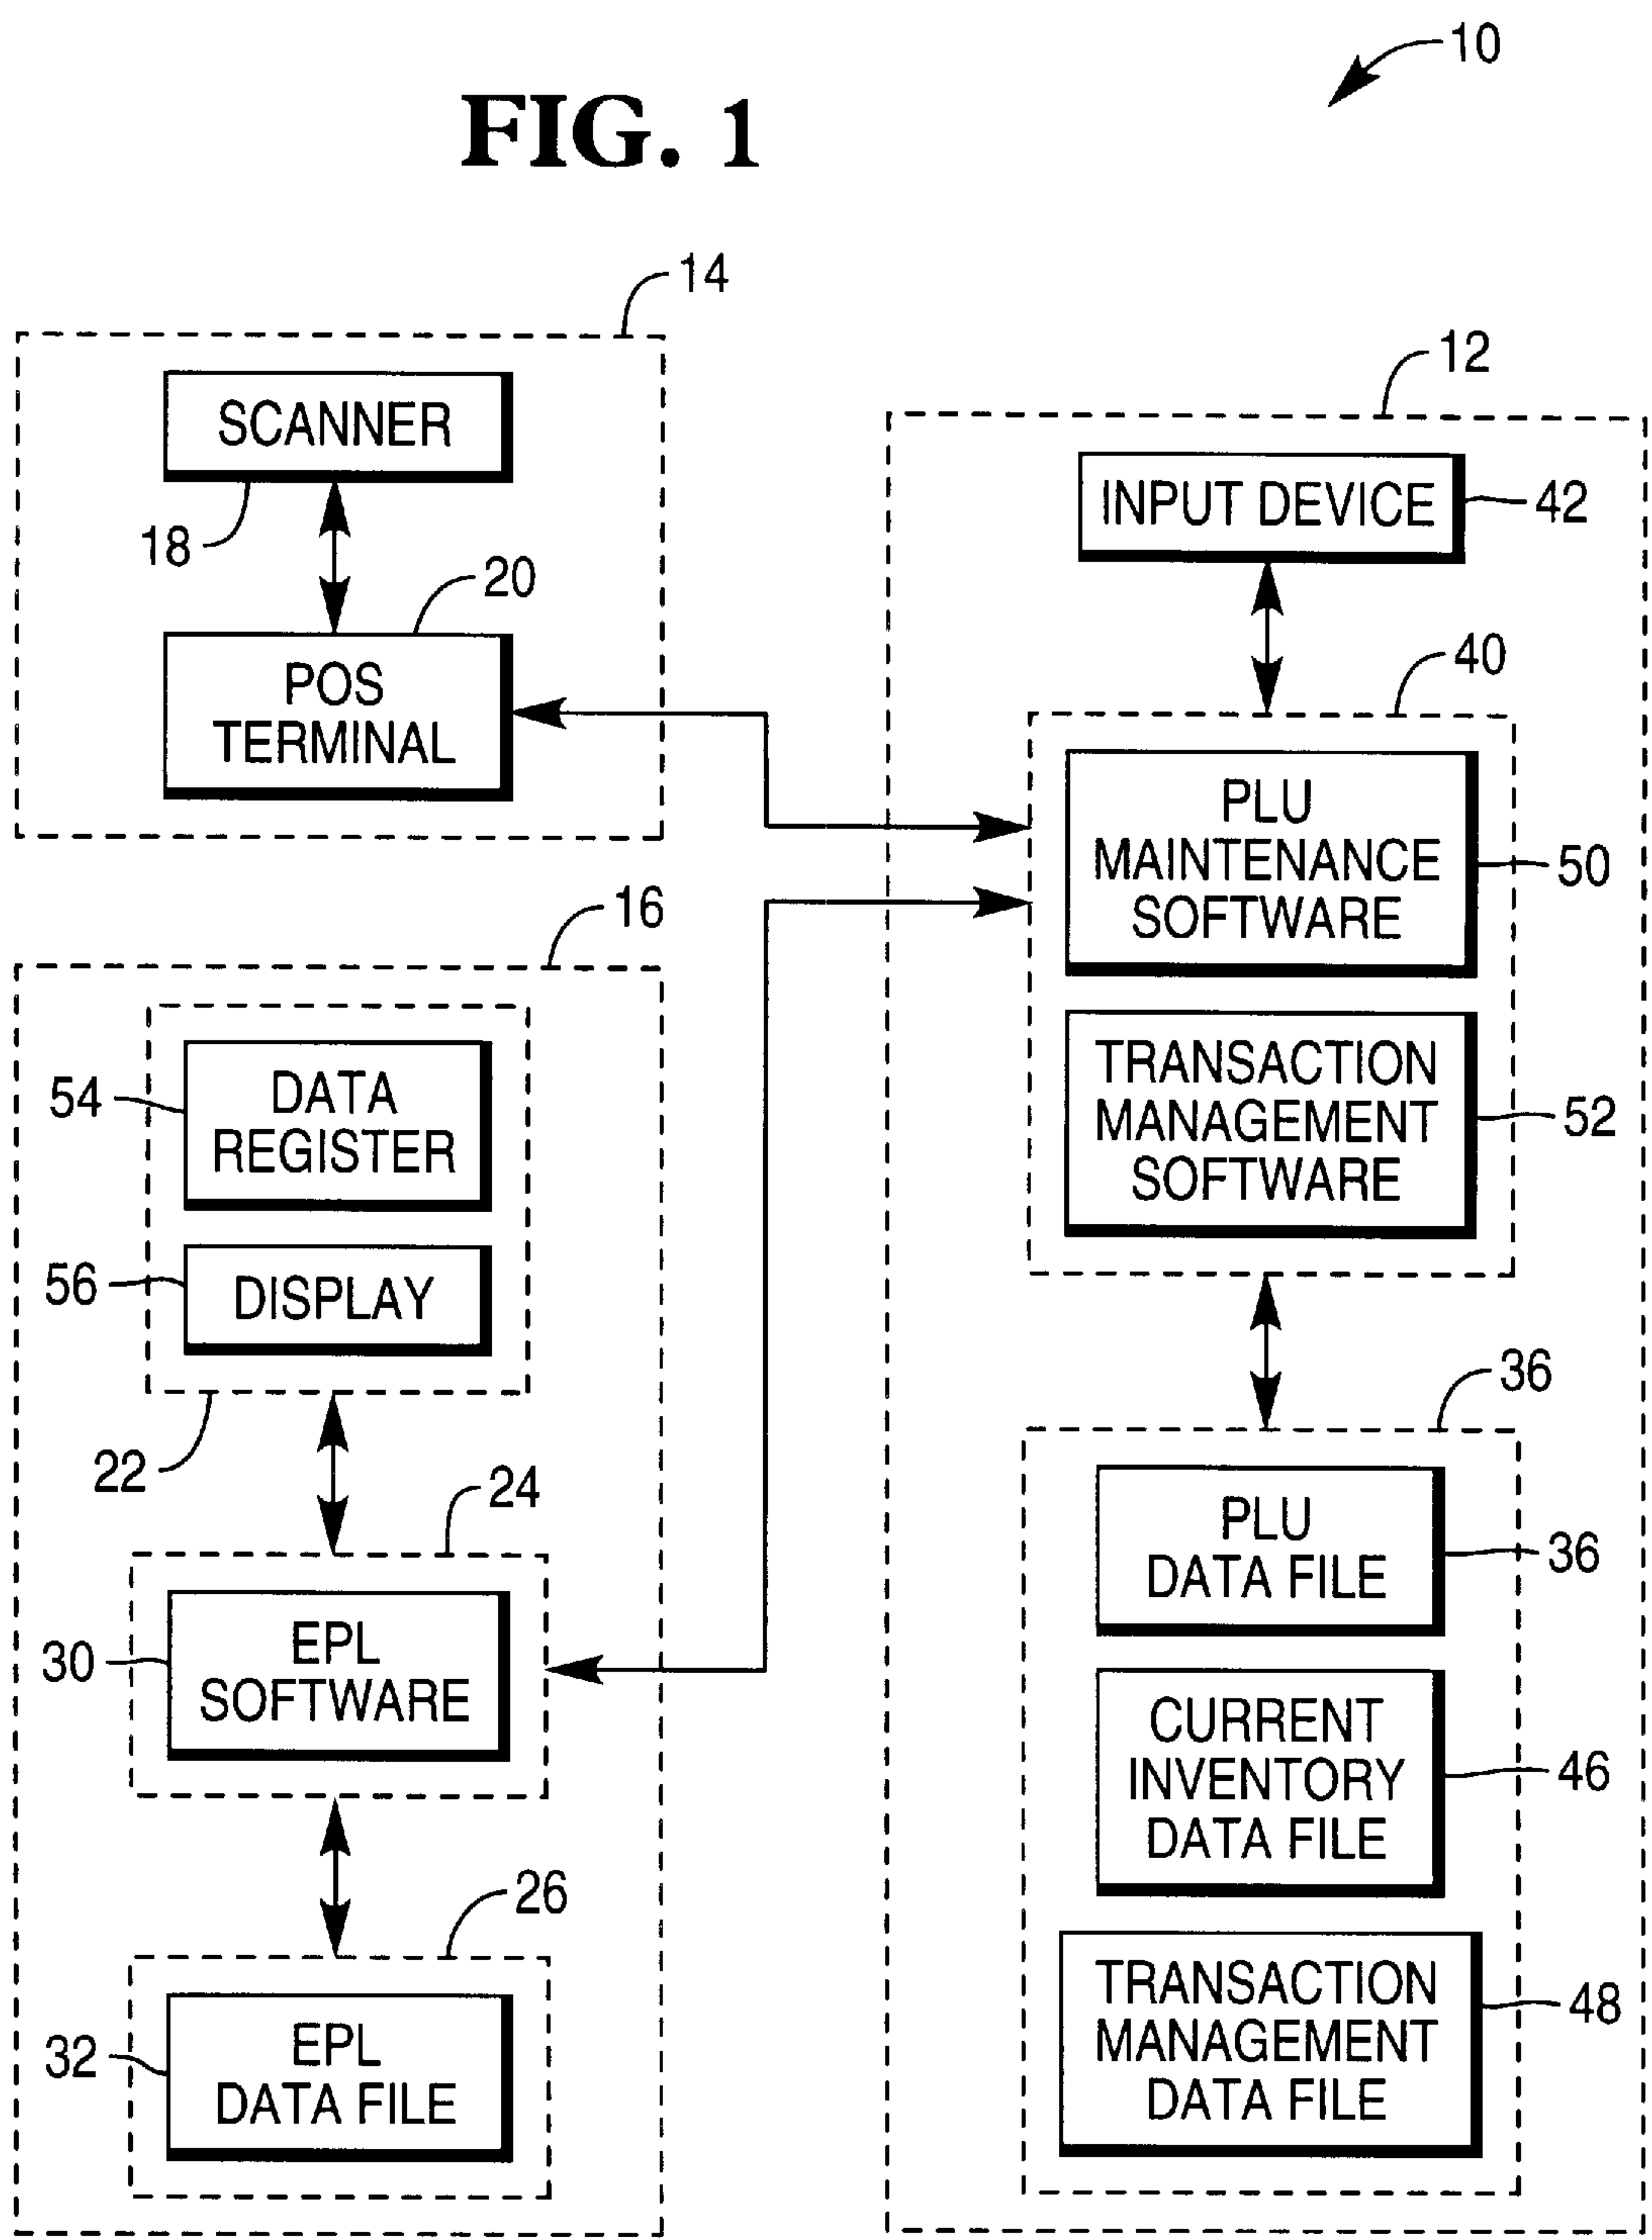 10
FIG. 1
14
SCANNER
18
20
POS
TERMINAL
12
INPUT DEVICE
42
40
PLU
MAINTENANCE
SOFTWARE
50
TRANSACTION
MANAGEMENT
SOFTWARE
52
16
54
DATA
REGISTER
56
DISPLAY
22
24
30
EPL
SOFTWARE
26
32
EPL
DATA FILE
36
PLU
DATA FILE
36
CURRENT
INVENTORY
DATA FILE
46
TRANSACTION
MANAGEMENT
DATA FILE
48